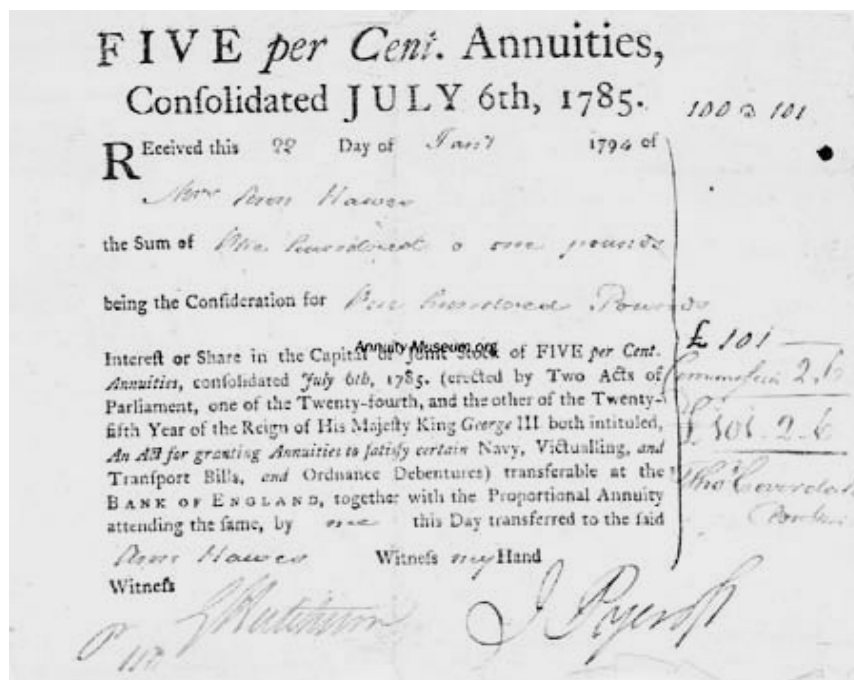 FIVE per Cent. Annuities,
Conſolidated JULY 6th, 1785.
100 a 101
REceived this 22 Day of Jany 1794 of
Mrs Ann Hawes
the Sum of One hundred & one pounds
being the Conſideration for One hundred Pounds
Annuity Museum.org
Intereſt or Share in the Capital or Joint Stock of FIVE per Cent.
Annuities, conſolidated July 6th, 1785. (erected by Two Acts of
Parliament, one of the Twenty-fourth, and the other of the Twenty-
fifth Year of the Reign of His Majeſty King George III both intituled,
An Act for granting Annuities to ſatisfy certain Navy, Victualling, and
Tranſport Bills, and Ordnance Debentures) tranſferable at the
BANK OF ENGLAND, together with the Proportional Annuity
attending the ſame, by me this Day tranſferred to the ſaid
Ann Hawes Witneſs my Hand
Witneſs
£ 101
Commission 2.6
£ 101.2.6
Thos